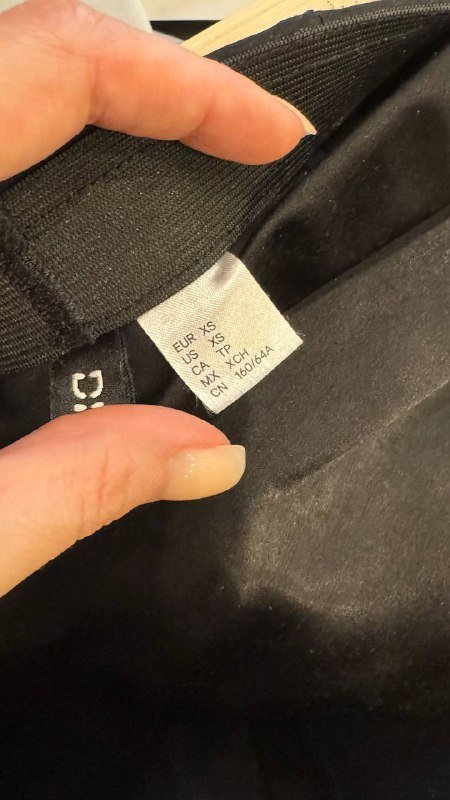 EUR XS
US XS
CA TP
MX XCH
CN 160/64A